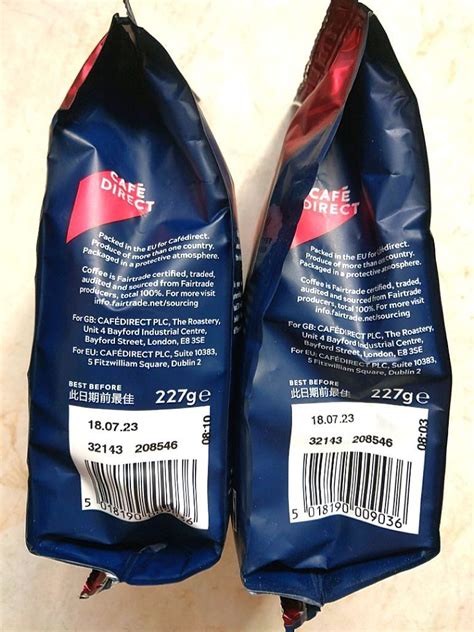 CAFÉ
DIRECT
Packed in the EU for Cafédirect.
Produce of more than one country.
Packaged in a protective atmosphere.
Coffee is Fairtrade certified, traded,
audited and sourced from Fairtrade
producers, total 100%. For more visit
info.fairtrade.net/sourcing
For GB: CAFÉDIRECT PLC, The Roastery,
Unit 4 Bayford Industrial Centre,
Bayford Street, London, E8 3SE
For EU: CAFÉDIRECT PLC, Suite 10383,
5 Fitzwilliam Square, Dublin 2
BEST BEFORE
此日期前最佳
227g e
18.07.23
08:10
32143 208546
5 018190 009036
CAFÉ
DIRECT
Packed in the EU for Cafédirect.
Produce of more than one country.
Packaged in a protective atmosphere.
Coffee is Fairtrade certified, traded,
audited and sourced from Fairtrade
producers, total 100%. For more visit
info.fairtrade.net/sourcing
For GB: CAFÉDIRECT PLC, The Roastery,
Unit 4 Bayford Industrial Centre,
Bayford Street, London, E8 3SE
For EU: CAFÉDIRECT PLC, Suite 10383,
5 Fitzwilliam Square, Dublin 2
BEST BEFORE
此日期前最佳
227g e
18.07.23
08:03
32143 208546
5 018190 009036